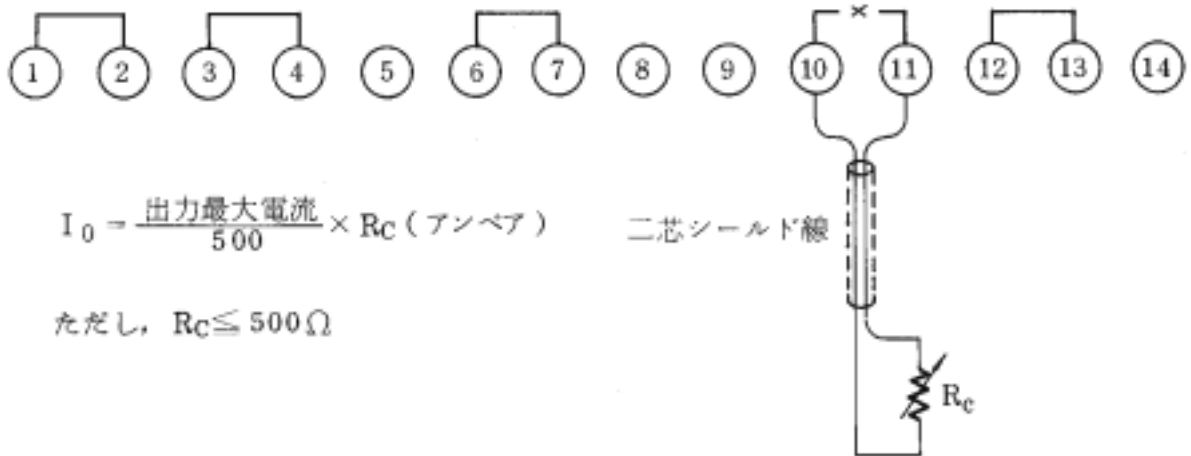 ×
① ② ③ ④ ⑤ ⑥ ⑦ ⑧ ⑨ ⑩ ⑪ ⑫ ⑬ ⑭
I₀ = 出力最大電流/500 × RC (アンペア)
二芯シールド線
ただし, RC≦500Ω
Rc